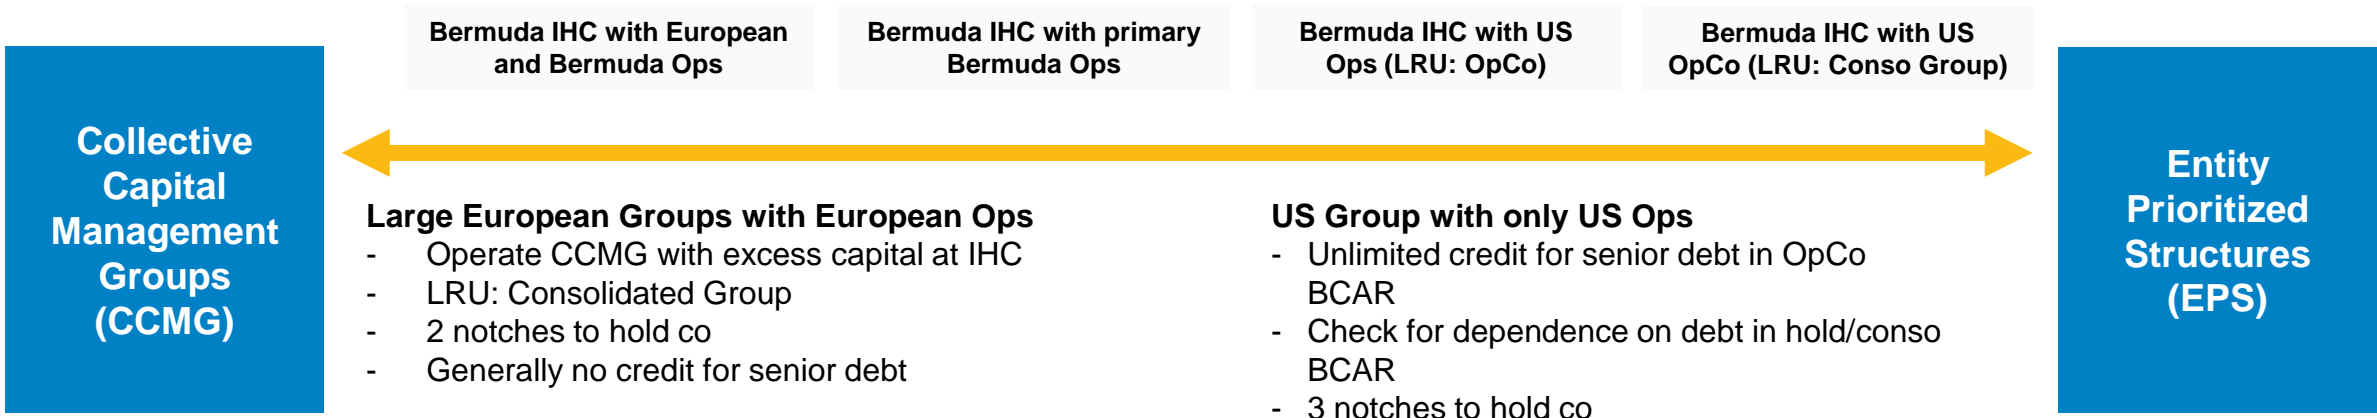 Bermuda IHC with European
and Bermuda Ops
Bermuda IHC with primary
Bermuda Ops
Bermuda IHC with US
Ops (LRU: OpCo)
Bermuda IHC with US
OpCo (LRU: Conso Group)
Collective
Capital
Management
Groups
(CCMG)
Large European Groups with European Ops
- Operate CCMG with excess capital at IHC
- LRU: Consolidated Group
- 2 notches to hold co
- Generally no credit for senior debt
US Group with only US Ops
- Unlimited credit for senior debt in OpCo
BCAR
- Check for dependence on debt in hold/conso
BCAR
- 3 notches to hold co
Entity
Prioritized
Structures
(EPS)